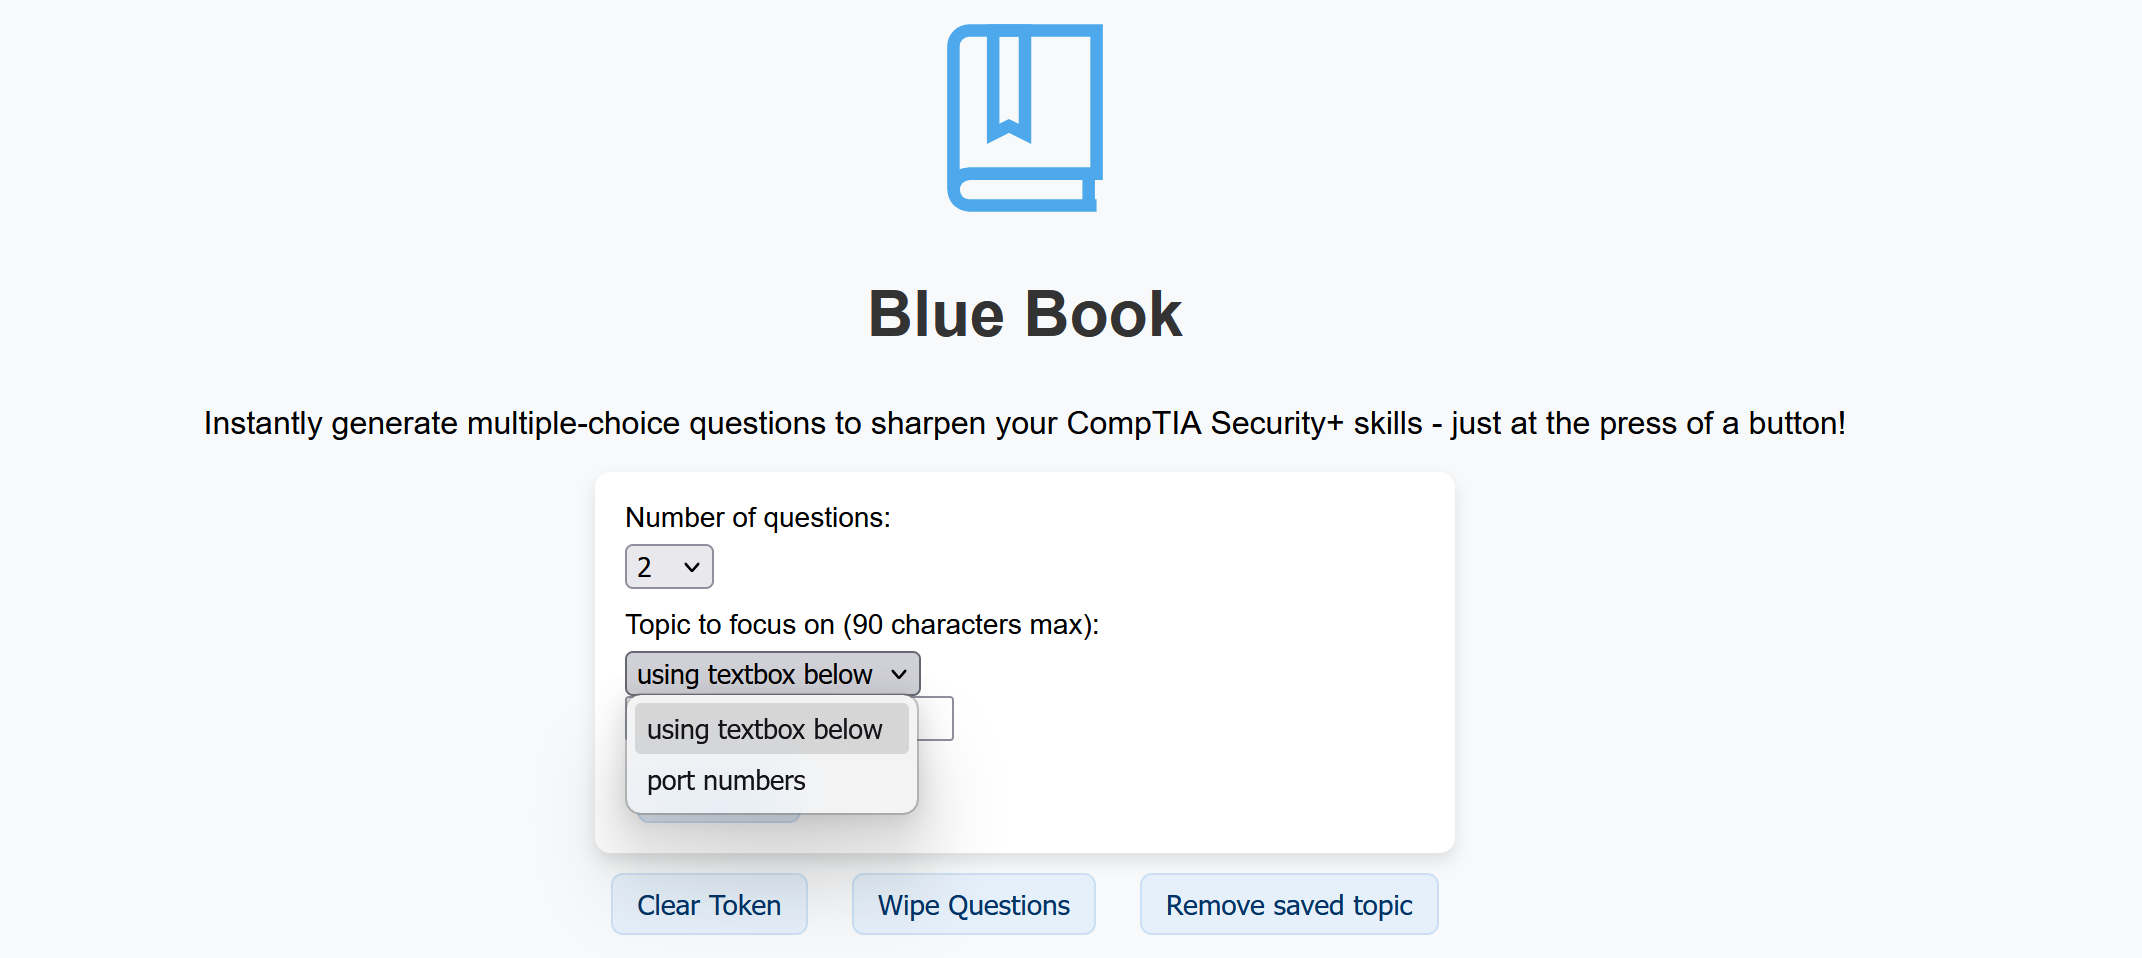 Blue Book
Instantly generate multiple-choice questions to sharpen your CompTIA Security+ skills - just at the press of a button!
Number of questions:
2
Topic to focus on (90 characters max):
using textbox below
using textbox below
port numbers
Clear Token
Wipe Questions
Remove saved topic